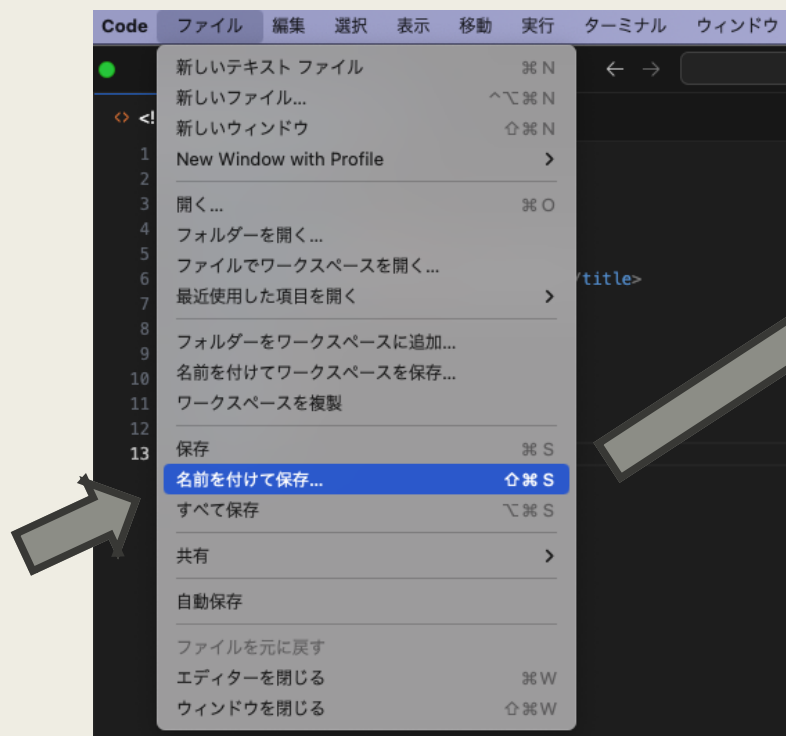 Code ファイル 編集 選択 表示 移動 実行 ターミナル ウィンドウ
新しいテキスト ファイル ⌘N
新しいファイル... ^⌥⌘N
<> <!
新しいウィンドウ ⇧⌘N
1
New Window with Profile >
2
3
開く... ⌘O
4
フォルダーを開く...
5
ファイルでワークスペースを開く...
6
/title>
最近使用した項目を開く >
7
8
フォルダーをワークスペースに追加...
9
名前を付けてワークスペースを保存...
10
ワークスペースを複製
11
12
保存 ⌘S
13
名前を付けて保存... ⇧⌘S
すべて保存 ⌥⌘S
共有 >
自動保存
ファイルを元に戻す
エディターを閉じる ⌘W
ウィンドウを閉じる ⇧⌘W